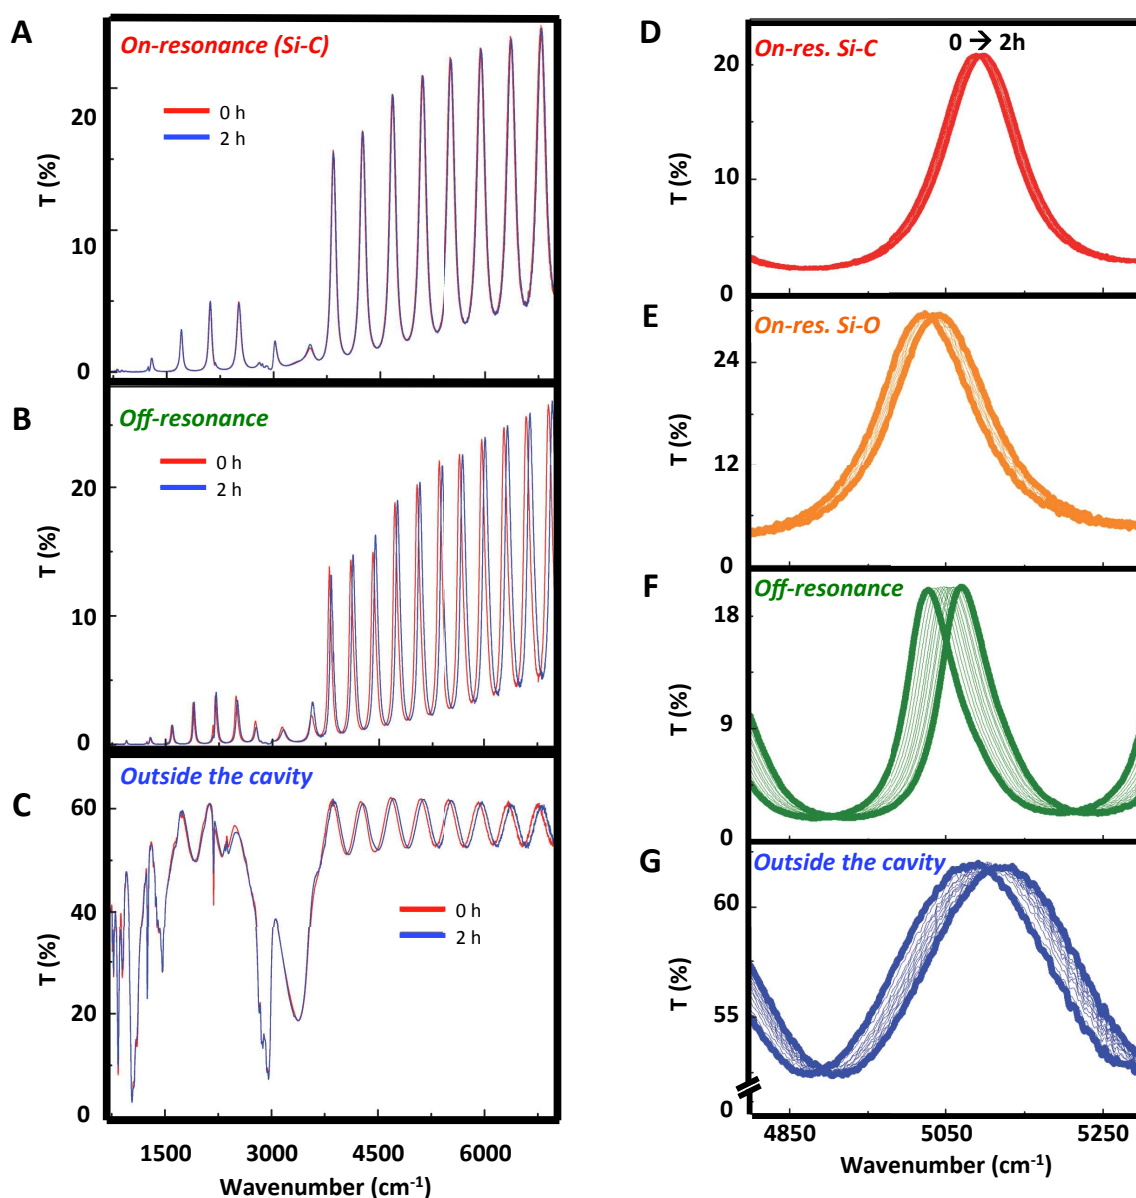 A
On-resonance (Si-C)
0 h
2 h
20
10
0
T (%)
B
Off-resonance
0 h
2 h
20
10
0
T (%)
C
Outside the cavity
60
40
20
0
T (%)
0 h
2 h
1500 3000 4500 6000
Wavenumber (cm⁻¹)
D
On-res. Si-C
0 → 2h
20
10
0
T (%)
E
On-res. Si-O
24
12
0
T (%)
F
Off-resonance
18
9
0
T (%)
G
Outside the cavity
60
55
0
T (%)
4850 5050 5250
Wavenumber (cm⁻¹)